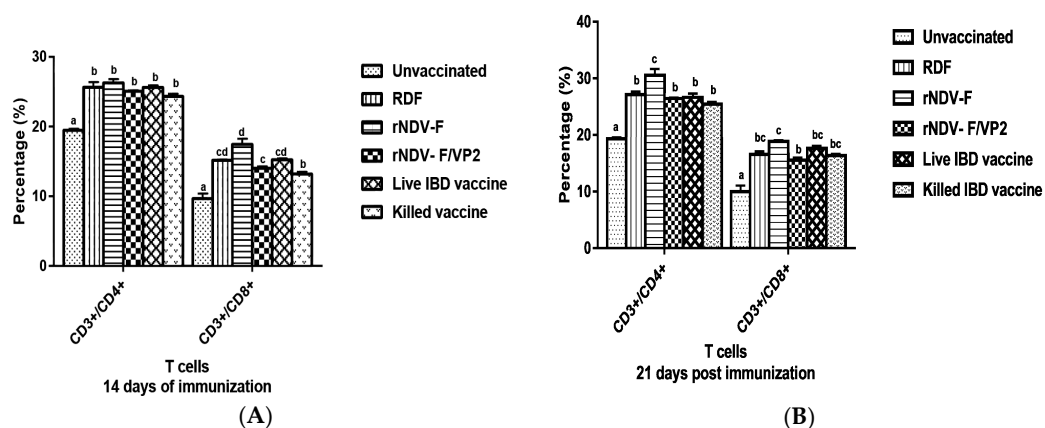 30
20
10
0
Percentage (%)
a
b
b
b
b
b
a
cd
d
c
cd
b
CD3+/CD4+
CD3+/CD8+
T cells
14 days of immunization
Unvaccinated
RDF
rNDV-F
rNDV- F/VP2
Live IBD vaccine
Killed vaccine
(A)
40
30
20
10
0
Percentage (%)
a
b
c
b
b
b
a
bc
c
b
bc
bc
CD3+/CD4+
CD3+/CD8+
T cells
21 days post immunization
Unvaccinated
RDF
rNDV-F
rNDV- F/VP2
Live IBD vaccine
Killed IBD vaccine
(B)